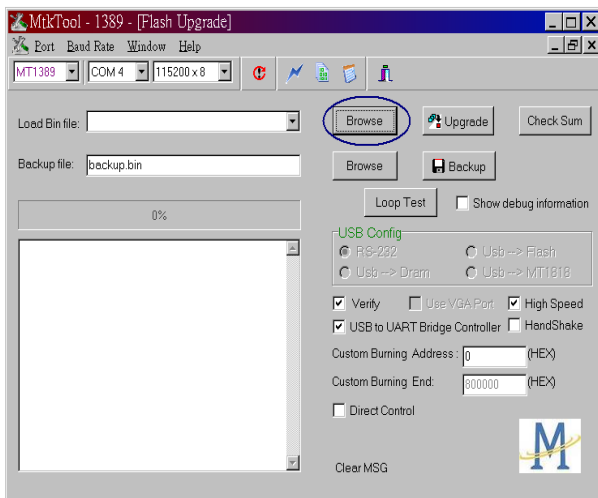 MtkTool - 1389 - [Flash Upgrade]
Port Baud Rate Window Help
MT1389 COM 4 115200 x 8
Load Bin file: Browse Upgrade Check Sum
Backup file: backup.bin Browse Backup
Loop Test Show debug information
0%
USB Config
RS-232 Usb --> Flash
Usb --> Dram Usb --> MT1818
Verify Use VGA Port High Speed
USB to UART Bridge Controller HandShake
Custom Burning Address : 0 (HEX)
Custom Burning End: 800000 (HEX)
Direct Control
Clear MSG
M